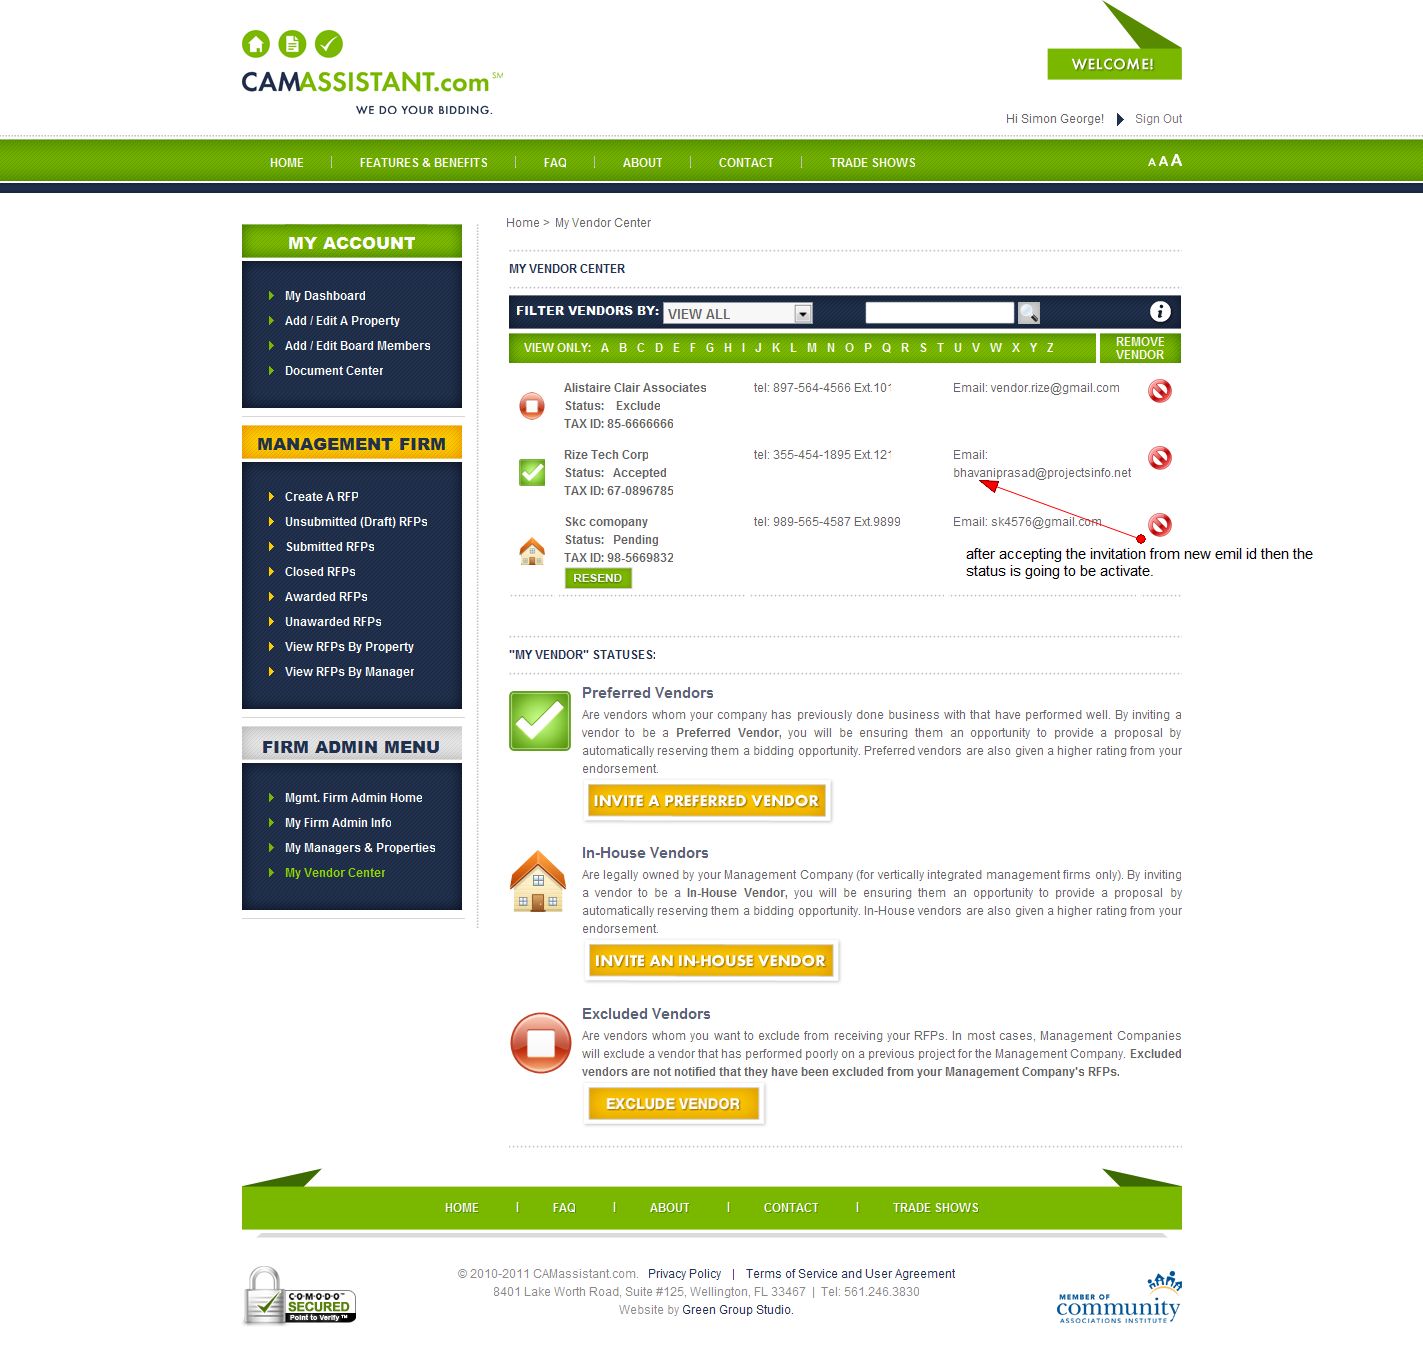 CAMASSISTANT.com℠
WE DO YOUR BIDDING.
WELCOME!
Hi Simon George! Sign Out
HOME FEATURES & BENEFITS FAQ ABOUT CONTACT TRADE SHOWS A A A
MY ACCOUNT
My Dashboard
Add / Edit A Property
Add / Edit Board Members
Document Center
MANAGEMENT FIRM
Create A RFP
Unsubmitted (Draft) RFPs
Submitted RFPs
Closed RFPs
Awarded RFPs
Unawarded RFPs
View RFPs By Property
View RFPs By Manager
FIRM ADMIN MENU
Mgmt. Firm Admin Home
My Firm Admin Info
My Managers & Properties
My Vendor Center
Home > My Vendor Center
MY VENDOR CENTER
FILTER VENDORS BY: VIEW ALL i
VIEW ONLY: A B C D E F G H I J K L M N O P Q R S T U V W X Y Z
REMOVE
VENDOR
Alistaire Clair Associates tel: 897-564-4566 Ext.101 Email: vendor.rize@gmail.com
Status: Exclude
TAX ID: 85-6666666
Rize Tech Corp tel: 355-454-1895 Ext.121 Email:
Status: Accepted bhavaniprasad@projectsinfo.net
TAX ID: 67-0896785
Skc comopany tel: 989-565-4587 Ext.9899 Email: sk4576@gmail.com
Status: Pending
TAX ID: 98-5669832
RESEND
after accepting the invitation from new emil id then the
status is going to be activate.
"MY VENDOR" STATUSES:
Preferred Vendors
Are vendors whom your company has previously done business with that have performed well. By inviting a
vendor to be a Preferred Vendor, you will be ensuring them an opportunity to provide a proposal by
automatically reserving them a bidding opportunity. Preferred vendors are also given a higher rating from your
endorsement.
INVITE A PREFERRED VENDOR
In-House Vendors
Are legally owned by your Management Company (for vertically integrated management firms only). By inviting
a vendor to be a In-House Vendor, you will be ensuring them an opportunity to provide a proposal by
automatically reserving them a bidding opportunity. In-House vendors are also given a higher rating from your
endorsement.
INVITE AN IN-HOUSE VENDOR
Excluded Vendors
Are vendors whom you want to exclude from receiving your RFPs. In most cases, Management Companies
will exclude a vendor that has performed poorly on a previous project for the Management Company. Excluded
vendors are not notified that they have been excluded from your Management Company's RFPs.
EXCLUDE VENDOR
HOME | FAQ | ABOUT | CONTACT | TRADE SHOWS
COMODO™
SECURED
Point to Verify™
© 2010-2011 CAMassistant.com. Privacy Policy | Terms of Service and User Agreement
8401 Lake Worth Road, Suite #125, Wellington, FL 33467 | Tel: 561.246.3830
Website by Green Group Studio.
MEMBER OF
community
ASSOCIATIONS INSTITUTE